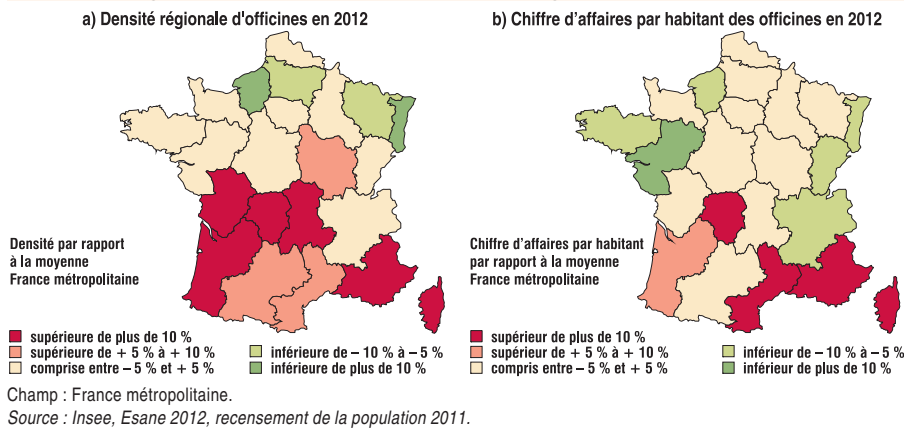 a) Densité régionale d'officines en 2012
Densité par rapport
à la moyenne
France métropolitaine
supérieure de plus de 10 %
supérieure de + 5 % à + 10 %
comprise entre – 5 % et + 5 %
inférieure de – 10 % à – 5 %
inférieure de plus de 10 %
b) Chiffre d’affaires par habitant des officines en 2012
Chiffre d'affaires par habitant
par rapport à la moyenne
France métropolitaine
supérieur de plus de 10 %
supérieur de + 5 % à + 10 %
compris entre – 5 % et + 5 %
inférieur de – 10 % à – 5 %
inférieur de plus de 10 %
Champ : France métropolitaine.
Source : Insee, Esane 2012, recensement de la population 2011.